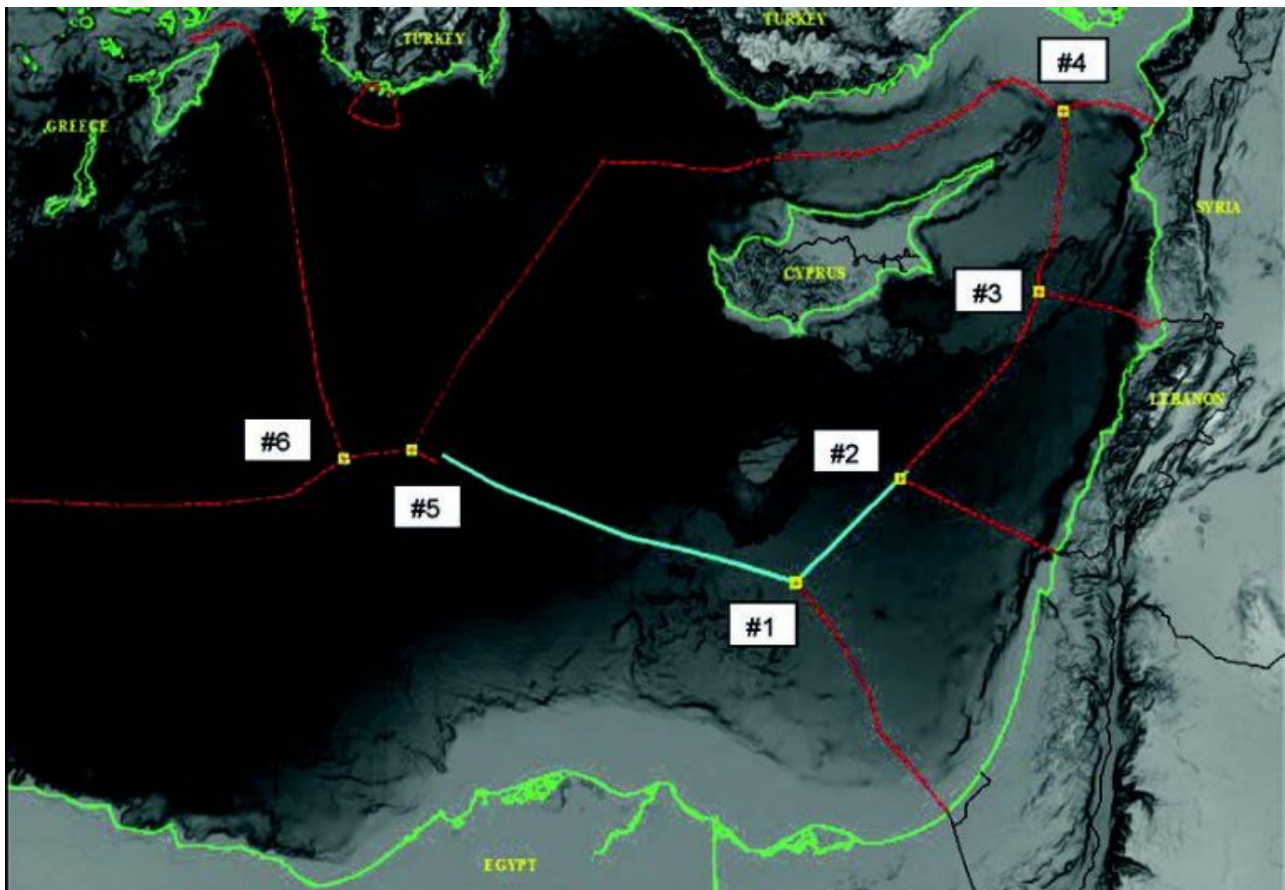 TURKEY
TURKEY
#4
GREECE
SYRIA
CYPRUS
#3
LEBANON
#6
#2
#5
#1
EGYPT